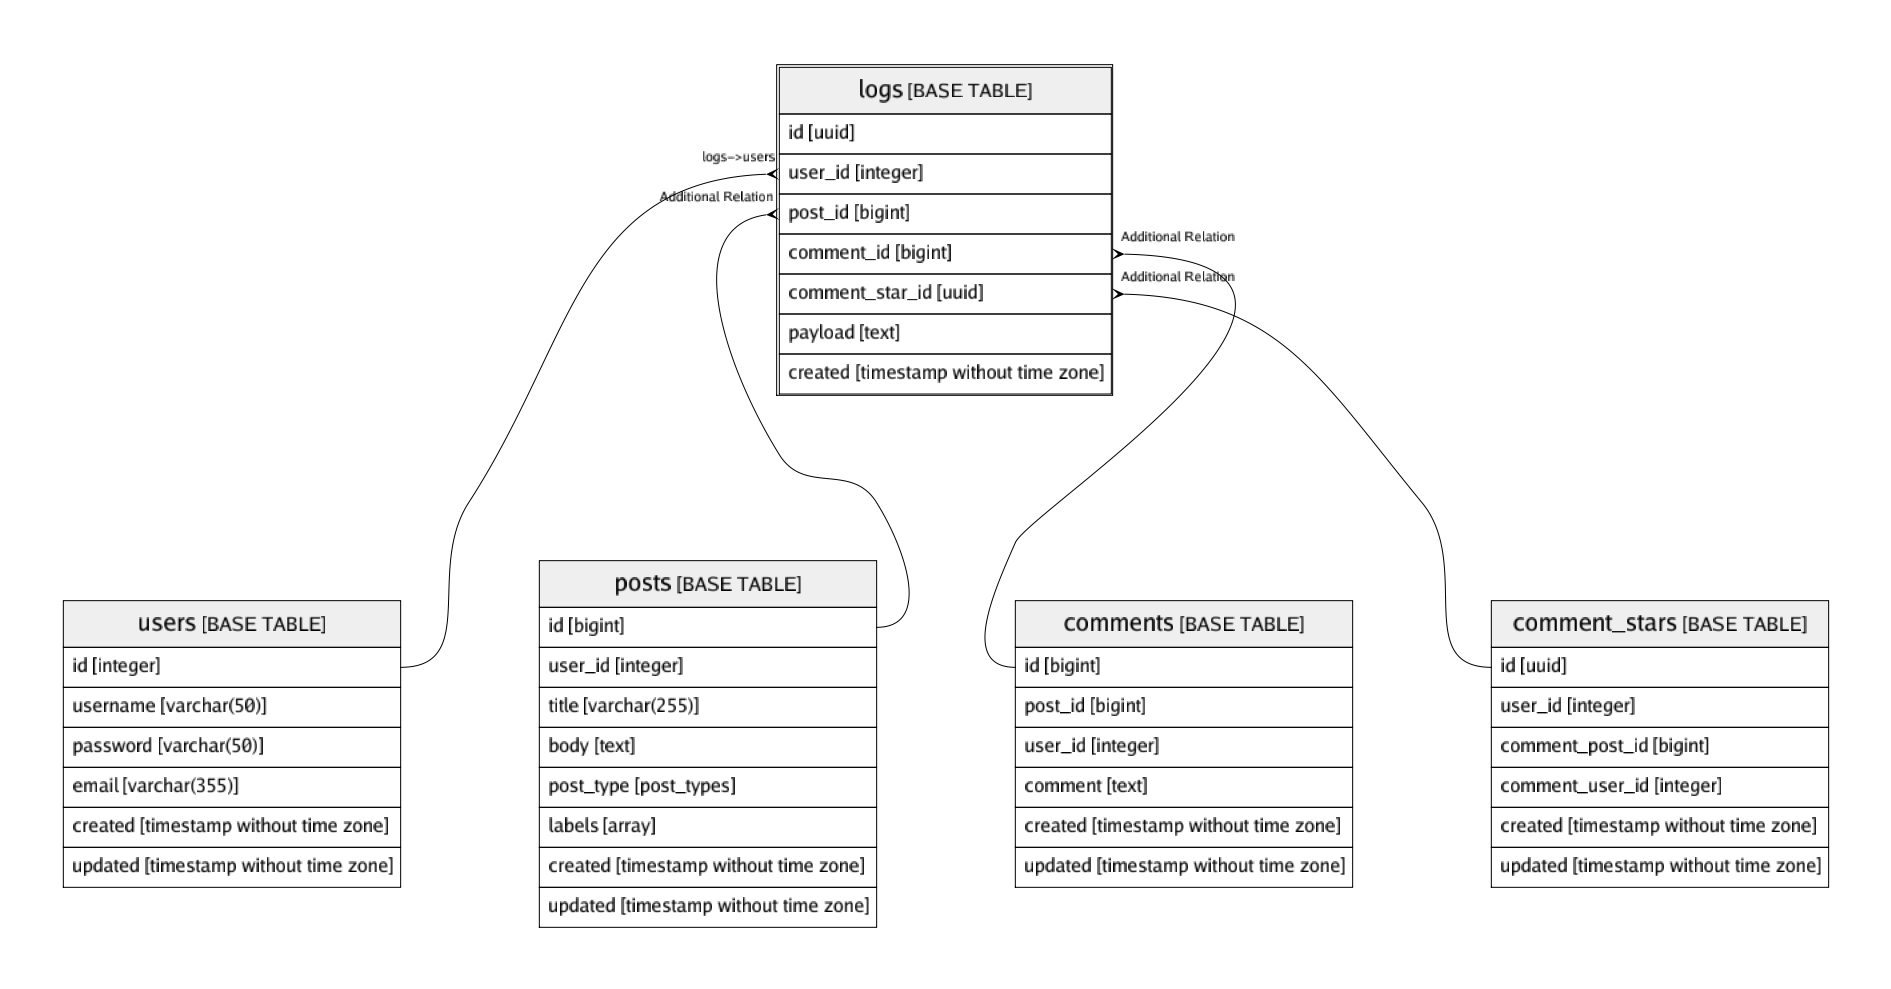 logs [BASE TABLE]
id [uuid]
logs->users
user_id [integer]
Additional Relation
post_id [bigint]
Additional Relation
comment_id [bigint]
Additional Relation
comment_star_id [uuid]
payload [text]
created [timestamp without time zone]
users [BASE TABLE]
id [integer]
username [varchar(50)]
password [varchar(50)]
email [varchar(355)]
created [timestamp without time zone]
updated [timestamp without time zone]
posts [BASE TABLE]
id [bigint]
user_id [integer]
title [varchar(255)]
body [text]
post_type [post_types]
labels [array]
created [timestamp without time zone]
updated [timestamp without time zone]
comments [BASE TABLE]
id [bigint]
post_id [bigint]
user_id [integer]
comment [text]
created [timestamp without time zone]
updated [timestamp without time zone]
comment_stars [BASE TABLE]
id [uuid]
user_id [integer]
comment_post_id [bigint]
comment_user_id [integer]
created [timestamp without time zone]
updated [timestamp without time zone]